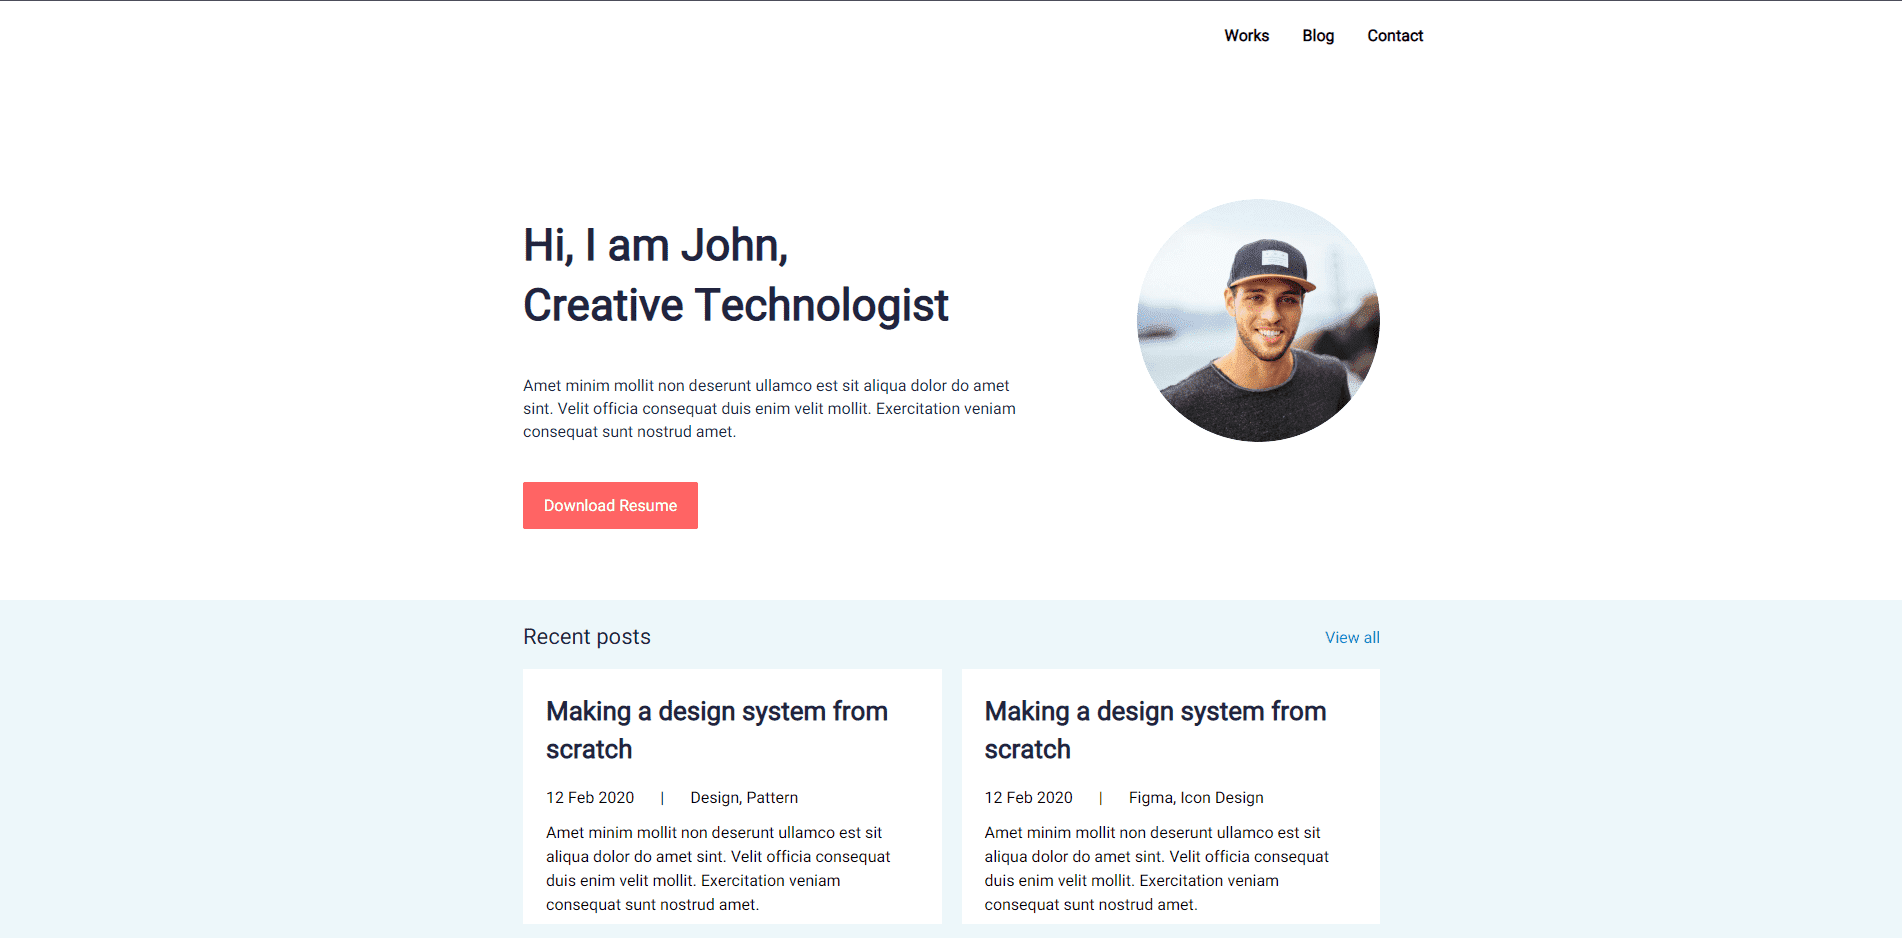 Works Blog Contact
Hi, I am John,
Creative Technologist
Amet minim mollit non deserunt ullamco est sit aliqua dolor do amet
sint. Velit officia consequat duis enim velit mollit. Exercitation veniam
consequat sunt nostrud amet.
Download Resume
Recent posts
View all
Making a design system from
scratch
12 Feb 2020 | Design, Pattern
Amet minim mollit non deserunt ullamco est sit
aliqua dolor do amet sint. Velit officia consequat
duis enim velit mollit. Exercitation veniam
consequat sunt nostrud amet.
Making a design system from
scratch
12 Feb 2020 | Figma, Icon Design
Amet minim mollit non deserunt ullamco est sit
aliqua dolor do amet sint. Velit officia consequat
duis enim velit mollit. Exercitation veniam
consequat sunt nostrud amet.